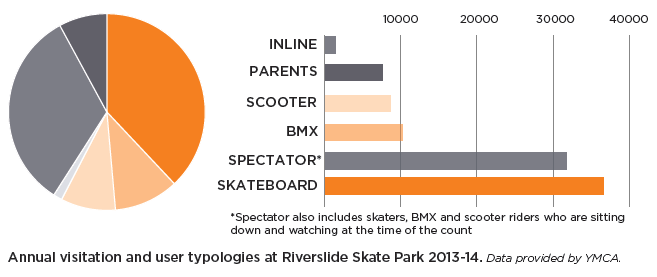 10000 20000 30000 40000
INLINE
PARENTS
SCOOTER
BMX
SPECTATOR*
SKATEBOARD
*Spectator also includes skaters, BMX and scooter riders who are sitting
down and watching at the time of the count
Annual visitation and user typologies at Riverslide Skate Park 2013-14. Data provided by YMCA.